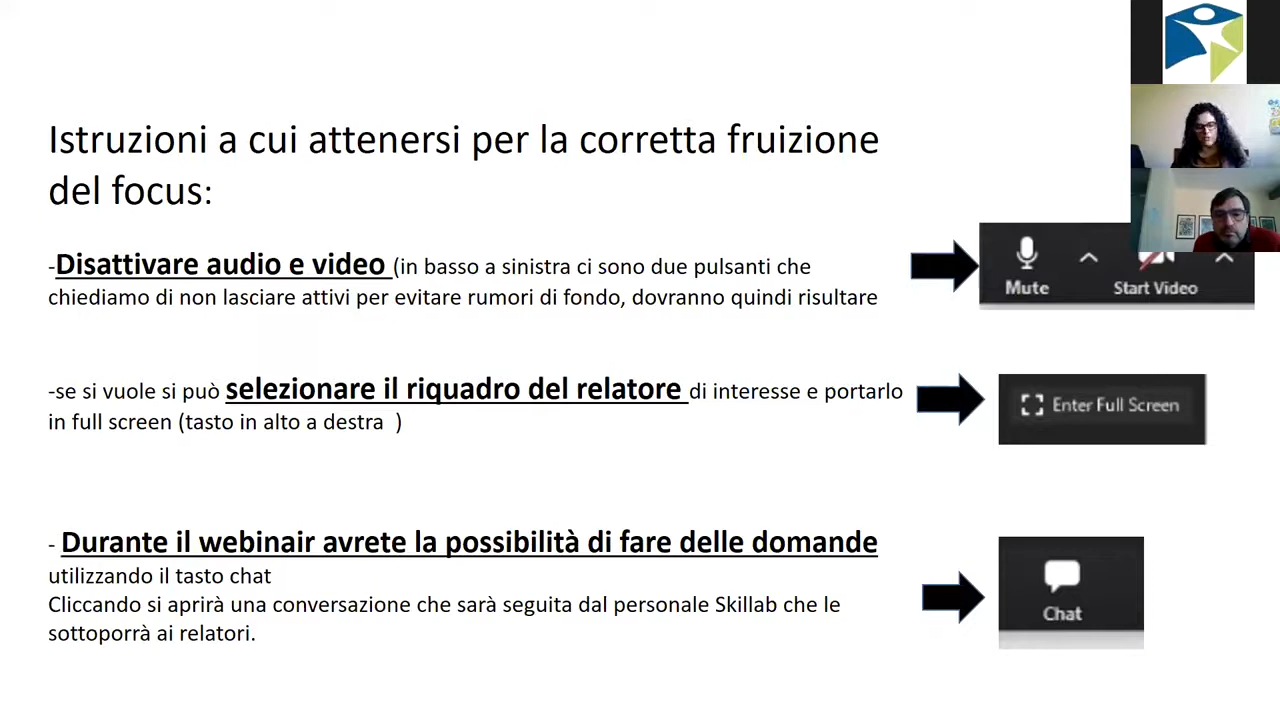 Istruzioni a cui attenersi per la corretta fruizione
del focus:
-Disattivare audio e video (in basso a sinistra ci sono due pulsanti che
chiediamo di non lasciare attivi per evitare rumori di fondo, dovranno quindi risultare
Mute
Start Video
-se si vuole si può selezionare il riquadro del relatore di interesse e portarlo
in full screen (tasto in alto a destra  )
Enter Full Screen
- Durante il webinair avrete la possibilità di fare delle domande
utilizzando il tasto chat
Cliccando si aprirà una conversazione che sarà seguita dal personale Skillab che le
sottoporrà ai relatori.
Chat